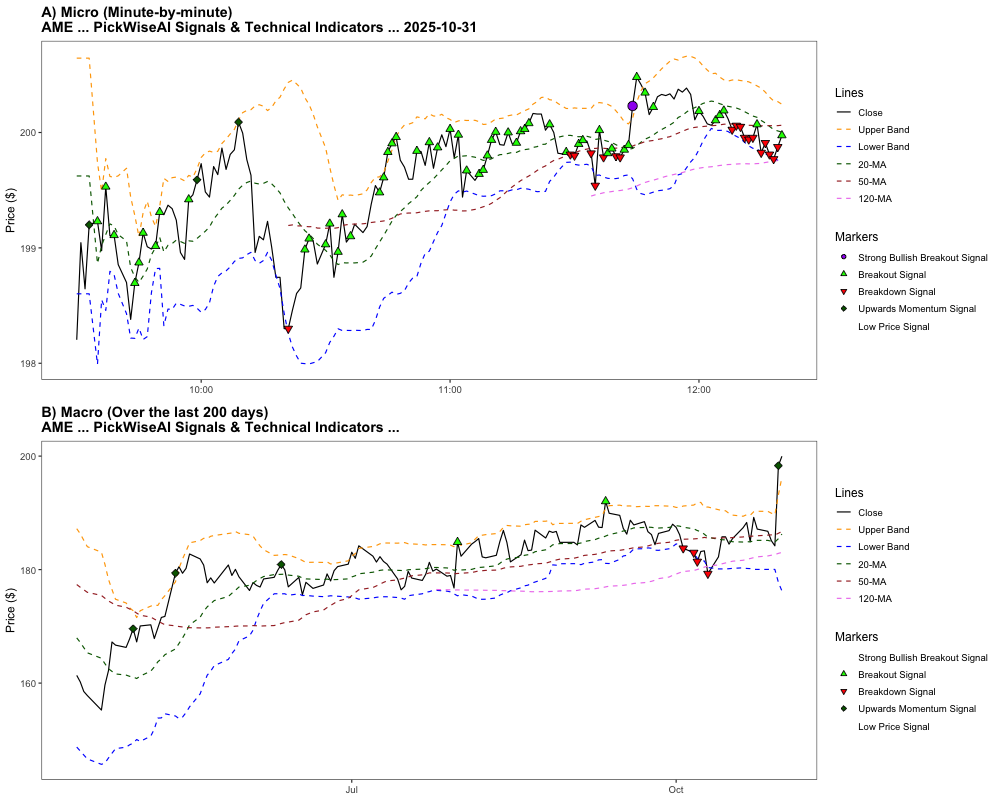 A) Micro (Minute-by-minute)
AME ... PickWiseAI Signals & Technical Indicators ... 2025-10-31
Price ($)
200
199
198
10:00
11:00
12:00
Lines
Close
Upper Band
Lower Band
20-MA
50-MA
120-MA
Markers
Strong Bullish Breakout Signal
Breakout Signal
Breakdown Signal
Upwards Momentum Signal
Low Price Signal
B) Macro (Over the last 200 days)
AME ... PickWiseAI Signals & Technical Indicators ...
Price ($)
200
180
160
Jul
Oct
Lines
Close
Upper Band
Lower Band
20-MA
50-MA
120-MA
Markers
Strong Bullish Breakout Signal
Breakout Signal
Breakdown Signal
Upwards Momentum Signal
Low Price Signal